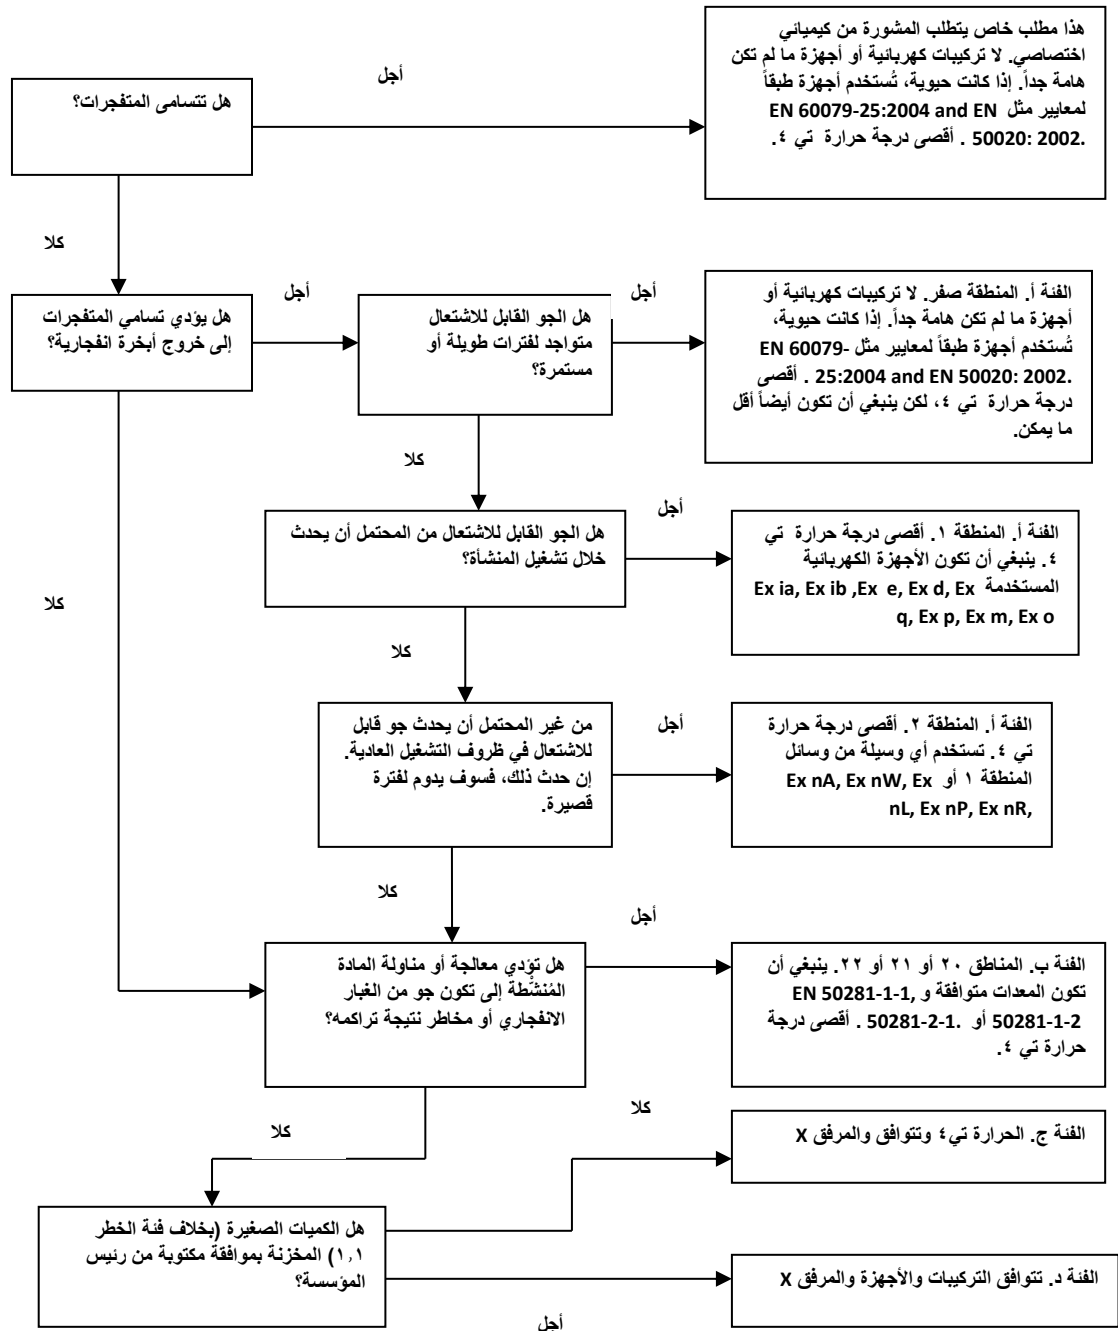 هذا مطلب خاص يتطلب المشورة من كيميائي
اختصاصي. لا تركيبات كهربائية أو أجهزة ما لم تكن
هامة جداً. إذا كانت حيوية، تُستخدم أجهزة طبقاً
لمعايير مثل EN 60079-25:2004 and EN
50020: 2002. . أقصى درجة حرارة تي ٤.
أجل
هل تتسامى المتفجرات؟
كلا
هل يؤدي تسامي المتفجرات
إلى خروج أبخرة انفجارية؟
أجل
هل الجو القابل للاشتعال
متواجد لفترات طويلة أو
مستمرة؟
أجل
الفئة أ. المنطقة صفر. لا تركيبات كهربائية أو
أجهزة ما لم تكن هامة جداً. إذا كانت حيوية،
تُستخدم أجهزة طبقاً لمعايير مثل EN 60079-
25:2004 and EN 50020: 2002. . أقصى
درجة حرارة تي ٤، لكن ينبغي أن تكون أيضاً أقل
ما يمكن.
كلا
هل الجو القابل للاشتعال من المحتمل أن يحدث
خلال تشغيل المنشأة؟
أجل
الفئة أ. المنطقة ١. أقصى درجة حرارة تي
٤. ينبغي أن تكون الأجهزة الكهربائية
المستخدمة Ex ia, Ex ib ,Ex e, Ex d, Ex
q, Ex p, Ex m, Ex o
كلا
كلا
من غير المحتمل أن يحدث جو قابل
للاشتعال في ظروف التشغيل العادية.
إن حدث ذلك، فسوف يدوم لفترة
قصيرة.
أجل
الفئة أ. المنطقة ٢. أقصى درجة حرارة
تي ٤. تستخدم أي وسيلة من وسائل
المنطقة ١ أو Ex nA, Ex nW, Ex
nL, Ex nP, Ex nR,
كلا
هل تؤدي معالجة أو مناولة المادة
المُنشَّطة إلى تكون جو من الغبار
الانفجاري أو مخاطر نتيجة تراكمه؟
أجل
الفئة ب. المناطق ٢٠ أو ٢١ أو ٢٢. ينبغي أن
تكون المعدات متوافقة و EN 50281-1-1,
50281-1-2 أو 50281-2-1. . أقصى درجة
حرارة تي ٤.
كلا
كلا
الفئة ج. الحرارة تي٤ وتتوافق والمرفق X
هل الكميات الصغيرة (بخلاف فئة الخطر
١,١) المخزنة بموافقة مكتوبة من رئيس
المؤسسة؟
الفئة د. تتوافق التركيبات والأجهزة والمرفق X
أجل